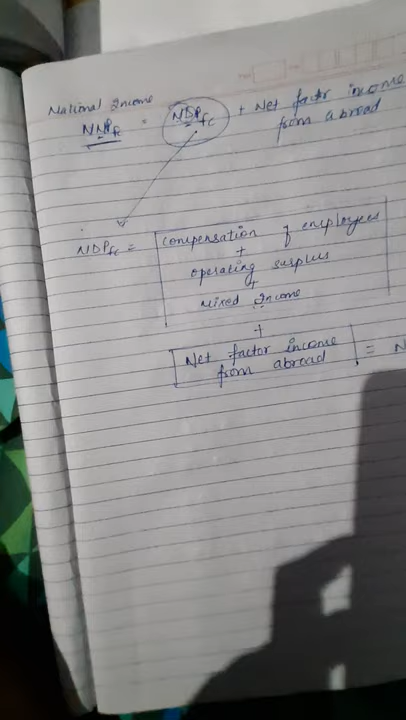 National Income
NNPfc = NDPfc + Net factor income
from abroad
NDPfc = Compensation of employees
+
operating surplus
+
Mixed Income
+
Net factor income
from abroad = N